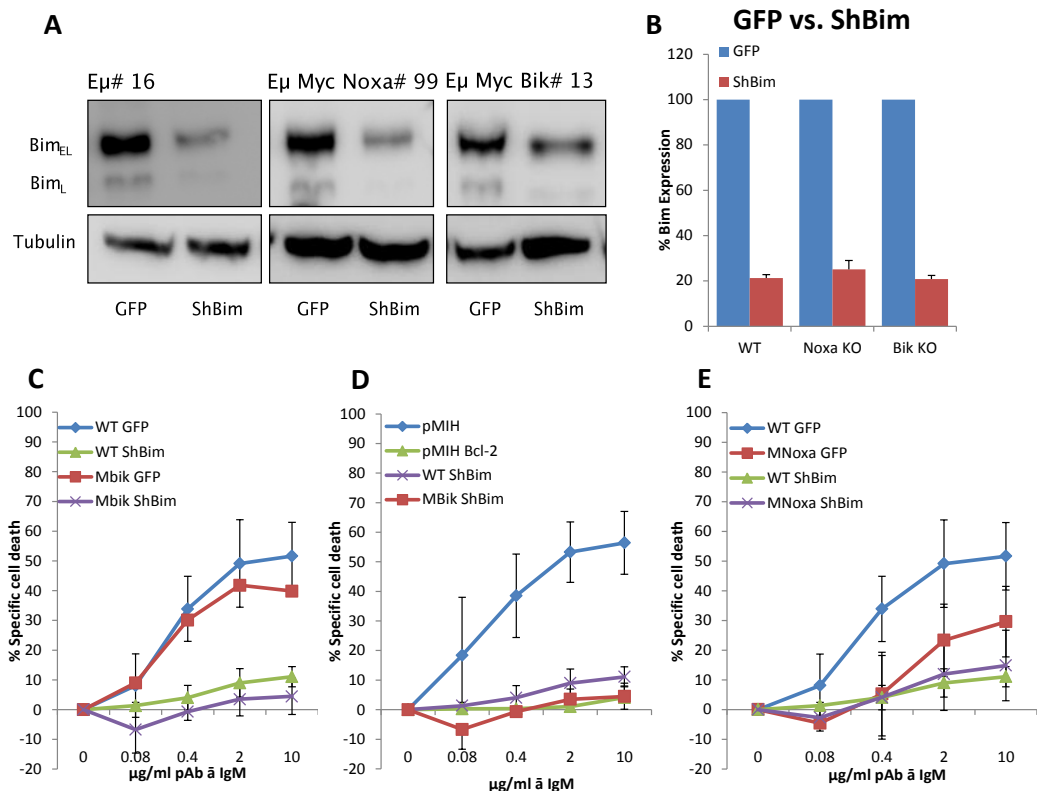 A
Eμ# 16
Eμ Myc Noxa# 99
Eμ Myc Bik# 13
BimEL
BimL
Tubulin
GFP
ShBim
GFP
ShBim
GFP
ShBim
B
GFP vs. ShBim
GFP
ShBim
% Bim Expression
120
100
80
60
40
20
0
WT
Noxa KO
Bik KO
C
WT GFP
WT ShBim
Mbik GFP
Mbik ShBim
% Specific cell death
100
90
80
70
60
50
40
30
20
10
0
-10
-20
0
0.08
0.4
2
10
μg/ml pAb ā IgM
D
pMIH
pMIH Bcl-2
WT ShBim
MBik ShBim
% Specific cell death
100
90
80
70
60
50
40
30
20
10
0
-10
-20
0
0.08
0.4
2
10
μg/ml ā IgM
E
WT GFP
MNoxa GFP
WT ShBim
MNoxa ShBim
% Specific cell death
100
90
80
70
60
50
40
30
20
10
0
-10
-20
0
0.08
0.4
2
10
μg/ml pAb ā IgM